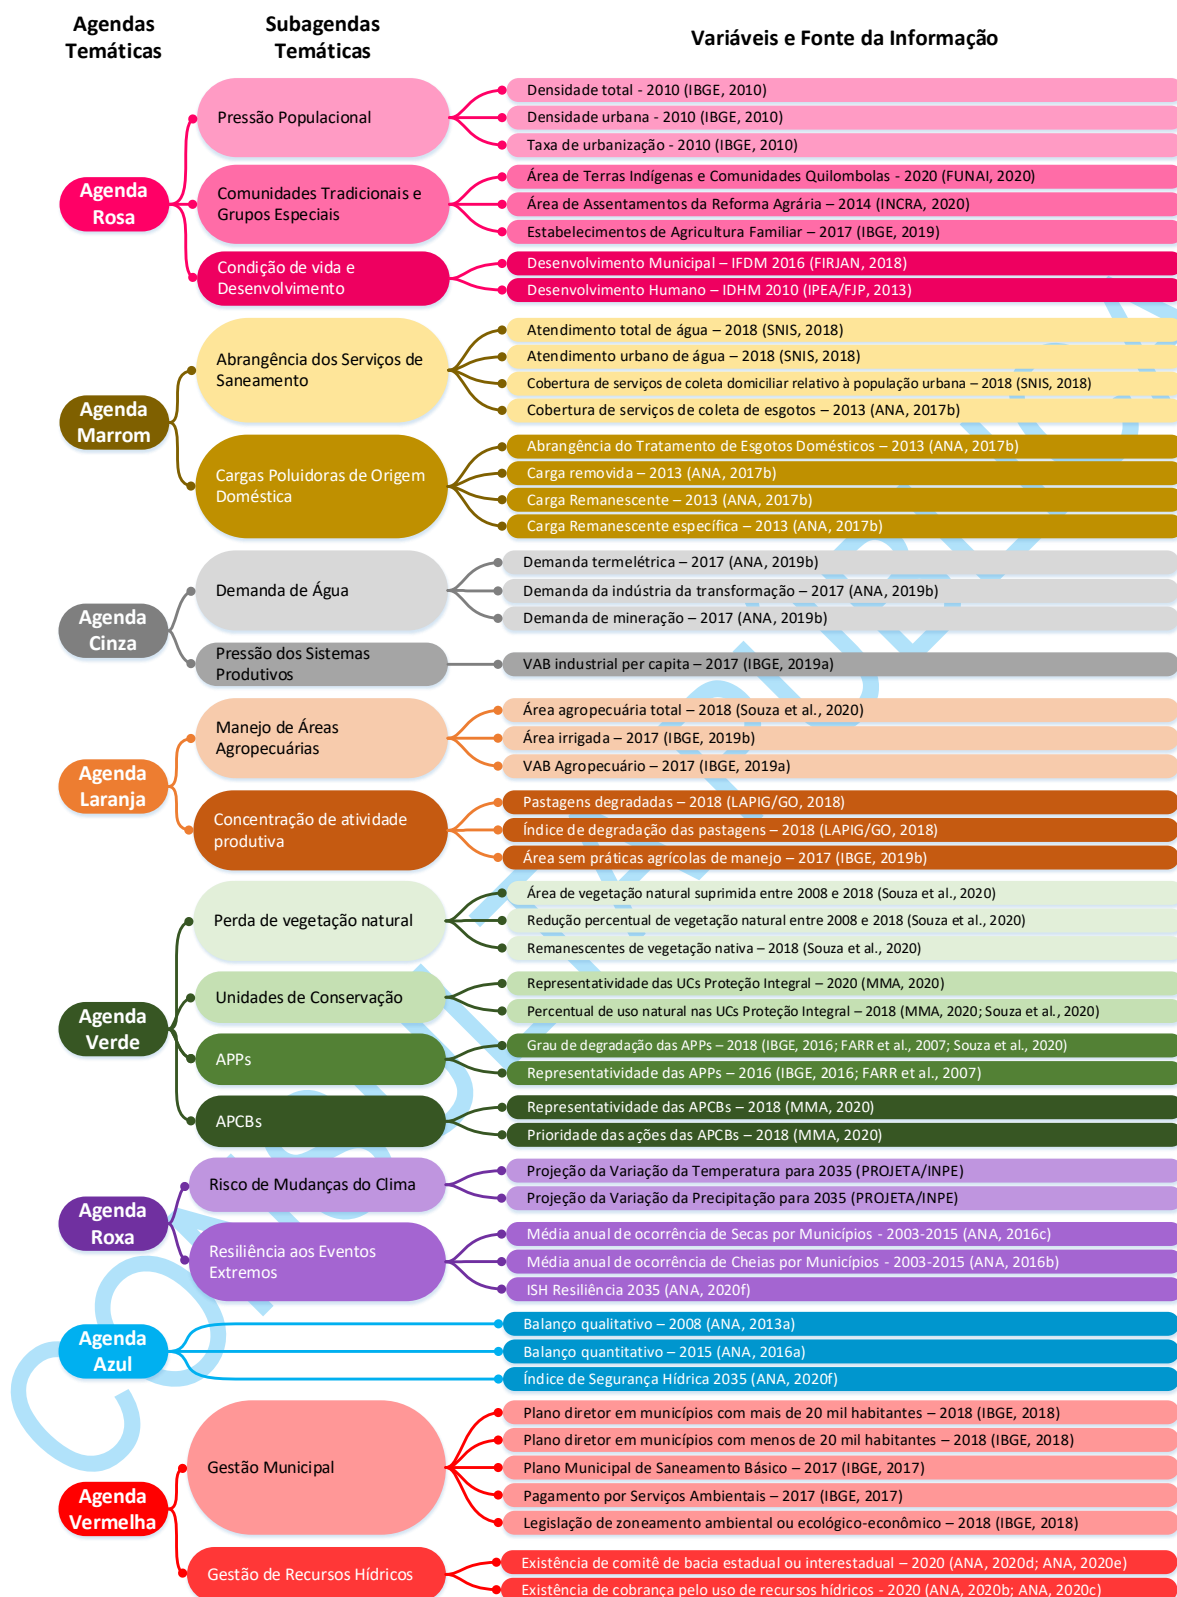 Agendas
Temáticas
Subagendas
Temáticas
Variáveis e Fonte da Informação
Agenda
Rosa
Pressão Populacional
Densidade total - 2010 (IBGE, 2010)
Densidade urbana - 2010 (IBGE, 2010)
Taxa de urbanização - 2010 (IBGE, 2010)
Comunidades Tradicionais e
Grupos Especiais
Área de Terras Indígenas e Comunidades Quilombolas - 2020 (FUNAI, 2020)
Área de Assentamentos da Reforma Agrária – 2014 (INCRA, 2020)
Estabelecimentos de Agricultura Familiar – 2017 (IBGE, 2019)
Condição de vida e
Desenvolvimento
Desenvolvimento Municipal – IFDM 2016 (FIRJAN, 2018)
Desenvolvimento Humano – IDHM 2010 (IPEA/FJP, 2013)
Agenda
Marrom
Abrangência dos Serviços de
Saneamento
Atendimento total de água – 2018 (SNIS, 2018)
Atendimento urbano de água – 2018 (SNIS, 2018)
Cobertura de serviços de coleta domiciliar relativo à população urbana – 2018 (SNIS, 2018)
Cobertura de serviços de coleta de esgotos – 2013 (ANA, 2017b)
Cargas Poluidoras de Origem
Doméstica
Abrangência do Tratamento de Esgotos Domésticos – 2013 (ANA, 2017b)
Carga removida – 2013 (ANA, 2017b)
Carga Remanescente – 2013 (ANA, 2017b)
Carga Remanescente específica – 2013 (ANA, 2017b)
Agenda
Cinza
Demanda de Água
Demanda termelétrica – 2017 (ANA, 2019b)
Demanda da indústria da transformação – 2017 (ANA, 2019b)
Demanda de mineração – 2017 (ANA, 2019b)
Pressão dos Sistemas
Produtivos
VAB industrial per capita – 2017 (IBGE, 2019a)
Agenda
Laranja
Manejo de Áreas
Agropecuárias
Área agropecuária total – 2018 (Souza et al., 2020)
Área irrigada – 2017 (IBGE, 2019b)
VAB Agropecuário – 2017 (IBGE, 2019a)
Concentração de atividade
produtiva
Pastagens degradadas – 2018 (LAPIG/GO, 2018)
Índice de degradação das pastagens – 2018 (LAPIG/GO, 2018)
Área sem práticas agrícolas de manejo – 2017 (IBGE, 2019b)
Agenda
Verde
Perda de vegetação natural
Área de vegetação natural suprimida entre 2008 e 2018 (Souza et al., 2020)
Redução percentual de vegetação natural entre 2008 e 2018 (Souza et al., 2020)
Remanescentes de vegetação nativa – 2018 (Souza et al., 2020)
Unidades de Conservação
Representatividade das UCs Proteção Integral – 2020 (MMA, 2020)
Percentual de uso natural nas UCs Proteção Integral – 2018 (MMA, 2020; Souza et al., 2020)
APPs
Grau de degradação das APPs – 2018 (IBGE, 2016; FARR et al., 2007; Souza et al., 2020)
Representatividade das APPs – 2016 (IBGE, 2016; FARR et al., 2007)
APCBs
Representatividade das APCBs – 2018 (MMA, 2020)
Prioridade das ações das APCBs – 2018 (MMA, 2020)
Agenda
Roxa
Risco de Mudanças do Clima
Projeção da Variação da Temperatura para 2035 (PROJETA/INPE)
Projeção da Variação da Precipitação para 2035 (PROJETA/INPE)
Resiliência aos Eventos
Extremos
Média anual de ocorrência de Secas por Municípios - 2003-2015 (ANA, 2016c)
Média anual de ocorrência de Cheias por Municípios - 2003-2015 (ANA, 2016b)
ISH Resiliência 2035 (ANA, 2020f)
Agenda
Azul
Balanço qualitativo – 2008 (ANA, 2013a)
Balanço quantitativo – 2015 (ANA, 2016a)
Índice de Segurança Hídrica 2035 (ANA, 2020f)
Agenda
Vermelha
Gestão Municipal
Plano diretor em municípios com mais de 20 mil habitantes – 2018 (IBGE, 2018)
Plano diretor em municípios com menos de 20 mil habitantes – 2018 (IBGE, 2018)
Plano Municipal de Saneamento Básico – 2017 (IBGE, 2017)
Pagamento por Serviços Ambientais – 2017 (IBGE, 2017)
Legislação de zoneamento ambiental ou ecológico-econômico – 2018 (IBGE, 2018)
Gestão de Recursos Hídricos
Existência de comitê de bacia estadual ou interestadual – 2020 (ANA, 2020d; ANA, 2020e)
Existência de cobrança pelo uso de recursos hídricos - 2020 (ANA, 2020b; ANA, 2020c)